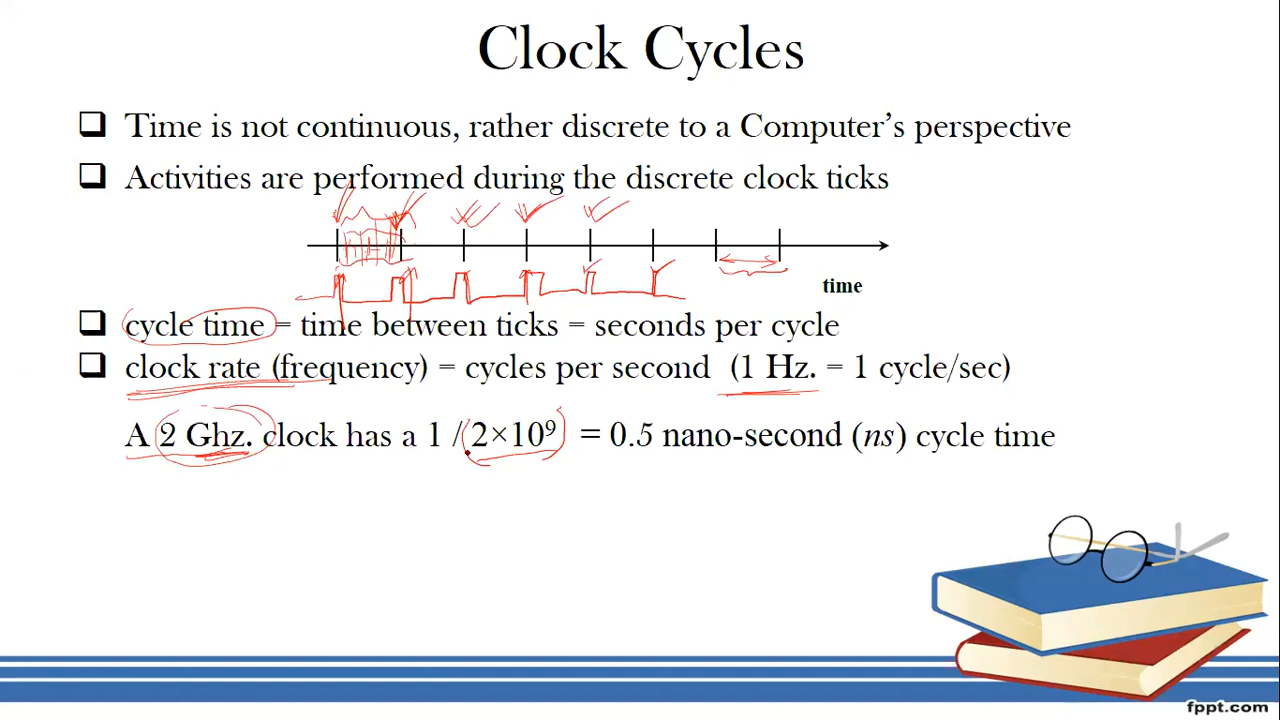 Clock Cycles
❑ Time is not continuous, rather discrete to a Computer's perspective
❑ Activities are performed during the discrete clock ticks
time
❑ cycle time = time between ticks = seconds per cycle
❑ clock rate (frequency) = cycles per second (1 Hz. = 1 cycle/sec)
A 2 Ghz. clock has a 1 / 2×10⁹ = 0.5 nano-second (ns) cycle time
fppt.com